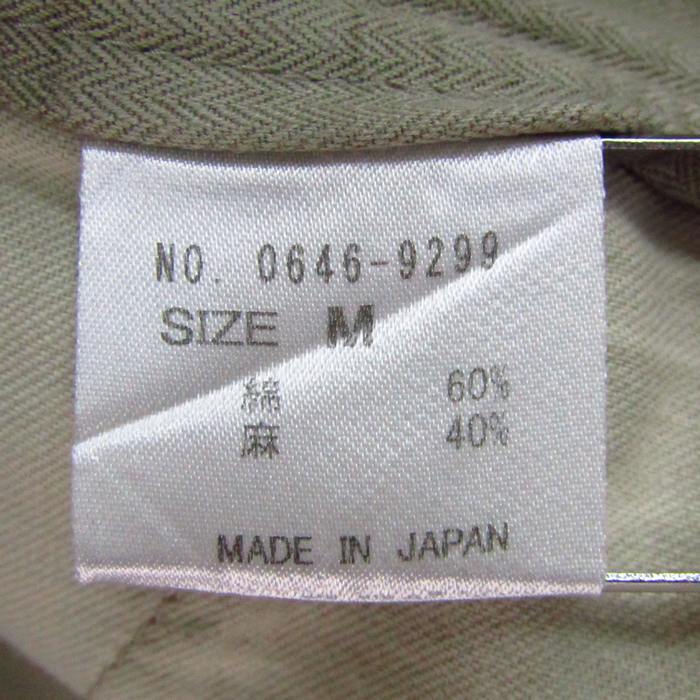 NO. 0646-9299
SIZE M
綿 60%
麻 40%
MADE IN JAPAN